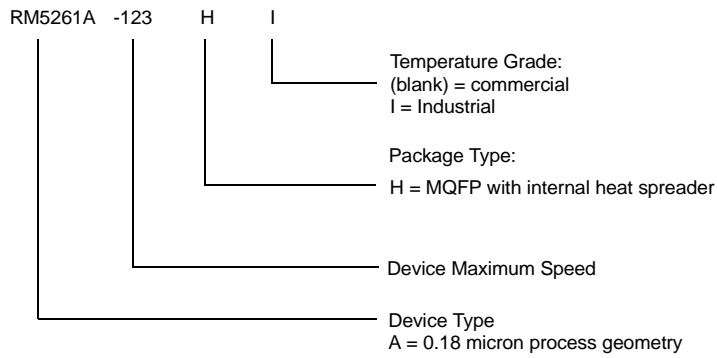 RM5261A -123 H I
Temperature Grade:
(blank) = commercial
I = Industrial
Package Type:
H = MQFP with internal heat spreader
Device Maximum Speed
Device Type
A = 0.18 micron process geometry